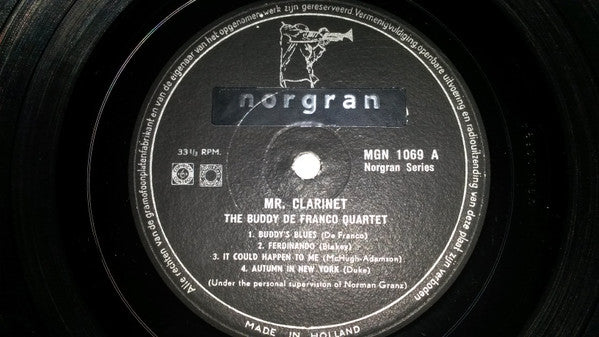 Alle rechten van de gramofoonplatenfabrikant en van de eigenaar van het opgenomen werk zijn gereserveerd. Vermenigvuldiging, openbare uitvoering en radiouitzending van deze plaat zijn verboden
norgran
33⅓ RPM.
MGN 1069 A
Norgran Series
MR. CLARINET
THE BUDDY DE FRANCO QUARTET
1. BUDDY'S BLUES (De Franco)
2. FERDINANDO (Blakey)
3. IT COULD HAPPEN TO ME (McHugh-Adamson)
4. AUTUMN IN NEW YORK (Duke)
(Under the personal supervision of Norman Granz)
MADE IN HOLLAND